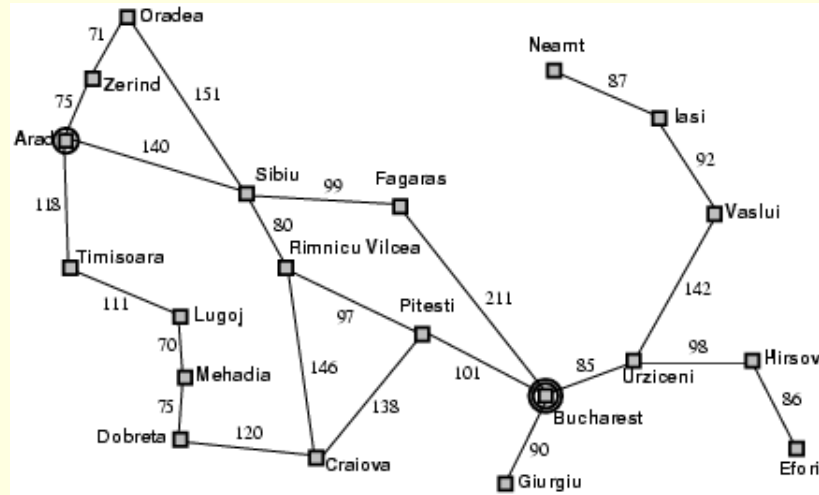 Oradea
71
Neamt
87
Zerind
151
75
Iasi
Arad
140
92
Sibiu
Fagaras
99
118
80
Vaslui
Timisoara
Rimnicu Vilcea
111
Pitesti
211
142
Lugoj
97
70
98
Hirsov
146
85
Mehadia
101
Urziceni
138
86
75
Bucharest
Dobreta
120
90
Craiova
Efori
Giurgiu